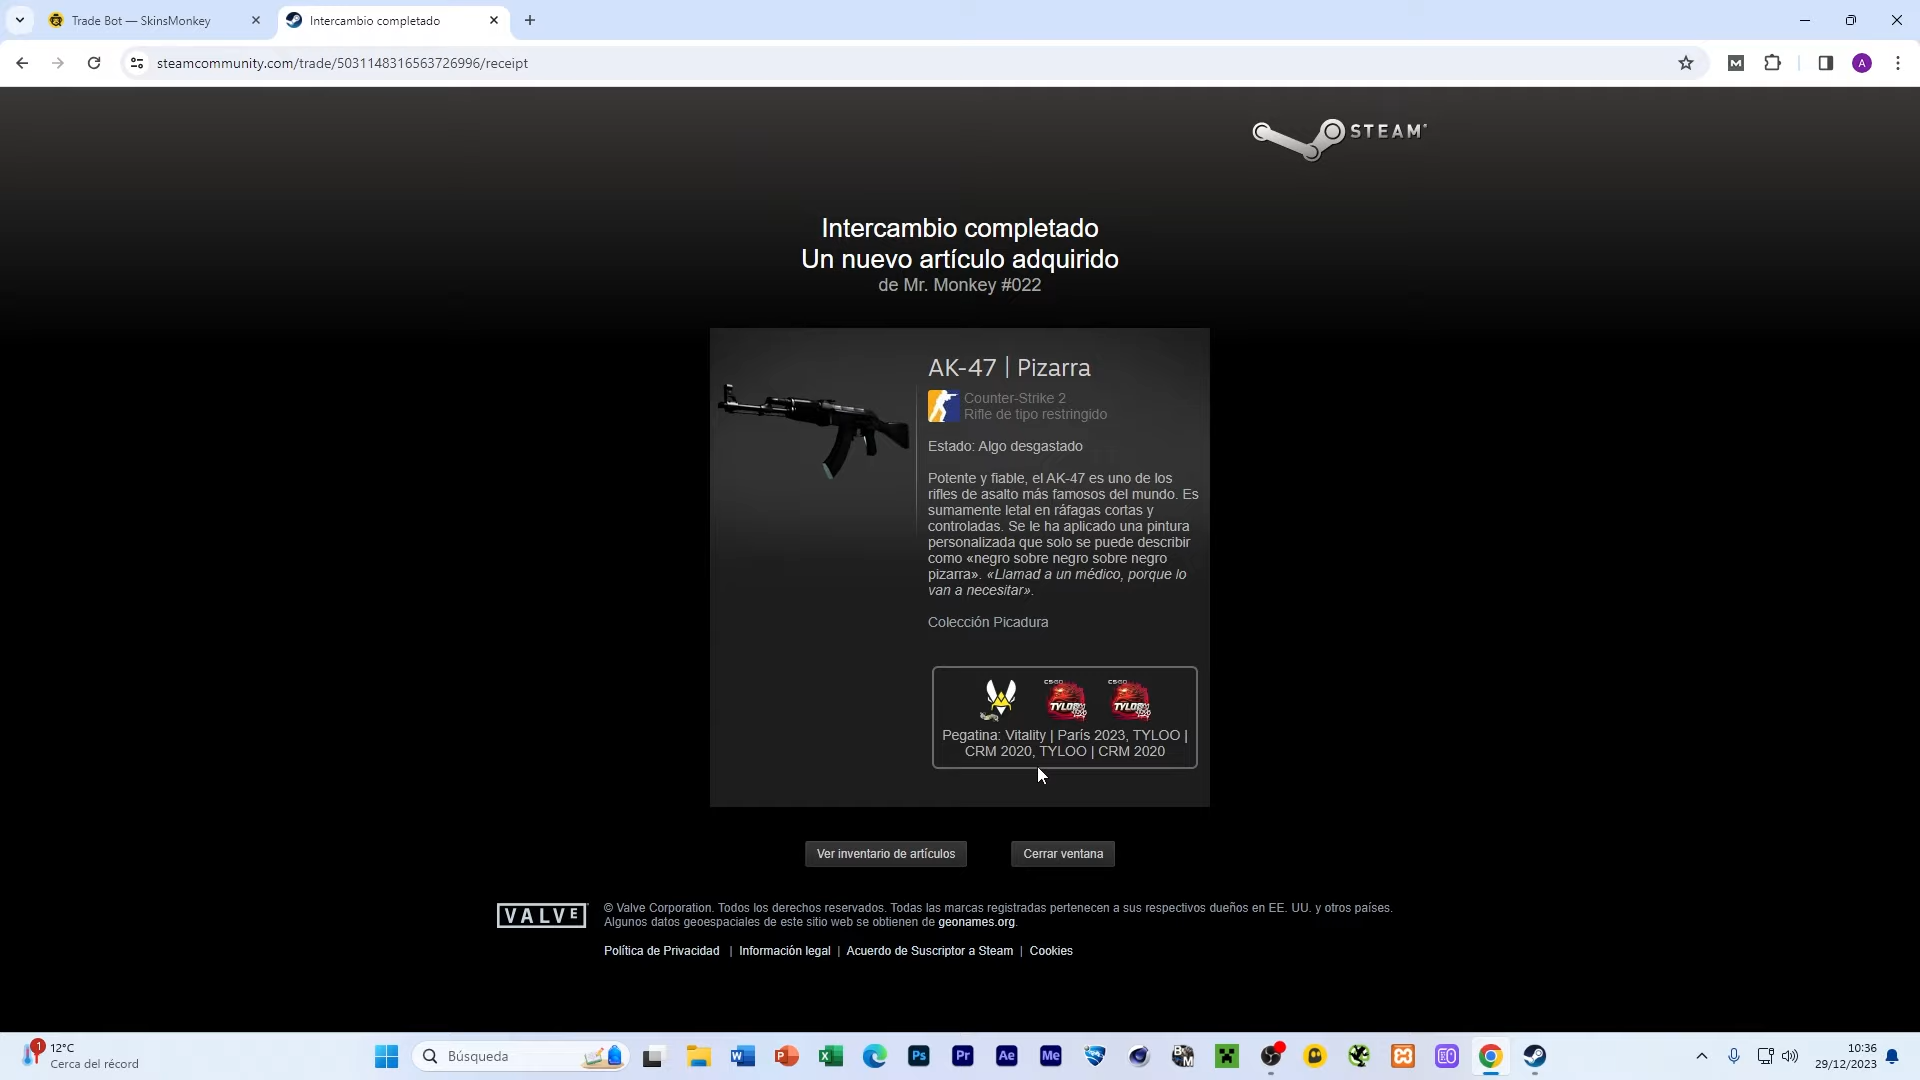 Trade Bot — SkinsMonkey
Intercambio completado
steamcommunity.com/trade/5031148316563726996/receipt
M
A
STEAM
Intercambio completado
Un nuevo artículo adquirido
de Mr. Monkey #022
AK-47 | Pizarra
Counter-Strike 2
Rifle de tipo restringido
Estado: Algo desgastado
Potente y fiable, el AK-47 es uno de los
rifles de asalto más famosos del mundo. Es
sumamente letal en ráfagas cortas y
controladas. Se le ha aplicado una pintura
personalizada que solo se puede describir
como «negro sobre negro sobre negro
pizarra». «Llamad a un médico, porque lo
van a necesitar».
Colección Picadura
TYLOO TYLOO
Pegatina: Vitality | París 2023, TYLOO |
CRM 2020, TYLOO | CRM 2020
Ver inventario de artículos
Cerrar ventana
VALVE
© Valve Corporation. Todos los derechos reservados. Todas las marcas registradas pertenecen a sus respectivos dueños en EE. UU. y otros países.
Algunos datos geoespaciales de este sitio web se obtienen de geonames.org.
Política de Privacidad | Información legal | Acuerdo de Suscriptor a Steam | Cookies
1
12°C
Cerca del récord
Búsqueda
Ps
Pr
Ae
Me
10:36
29/12/2023